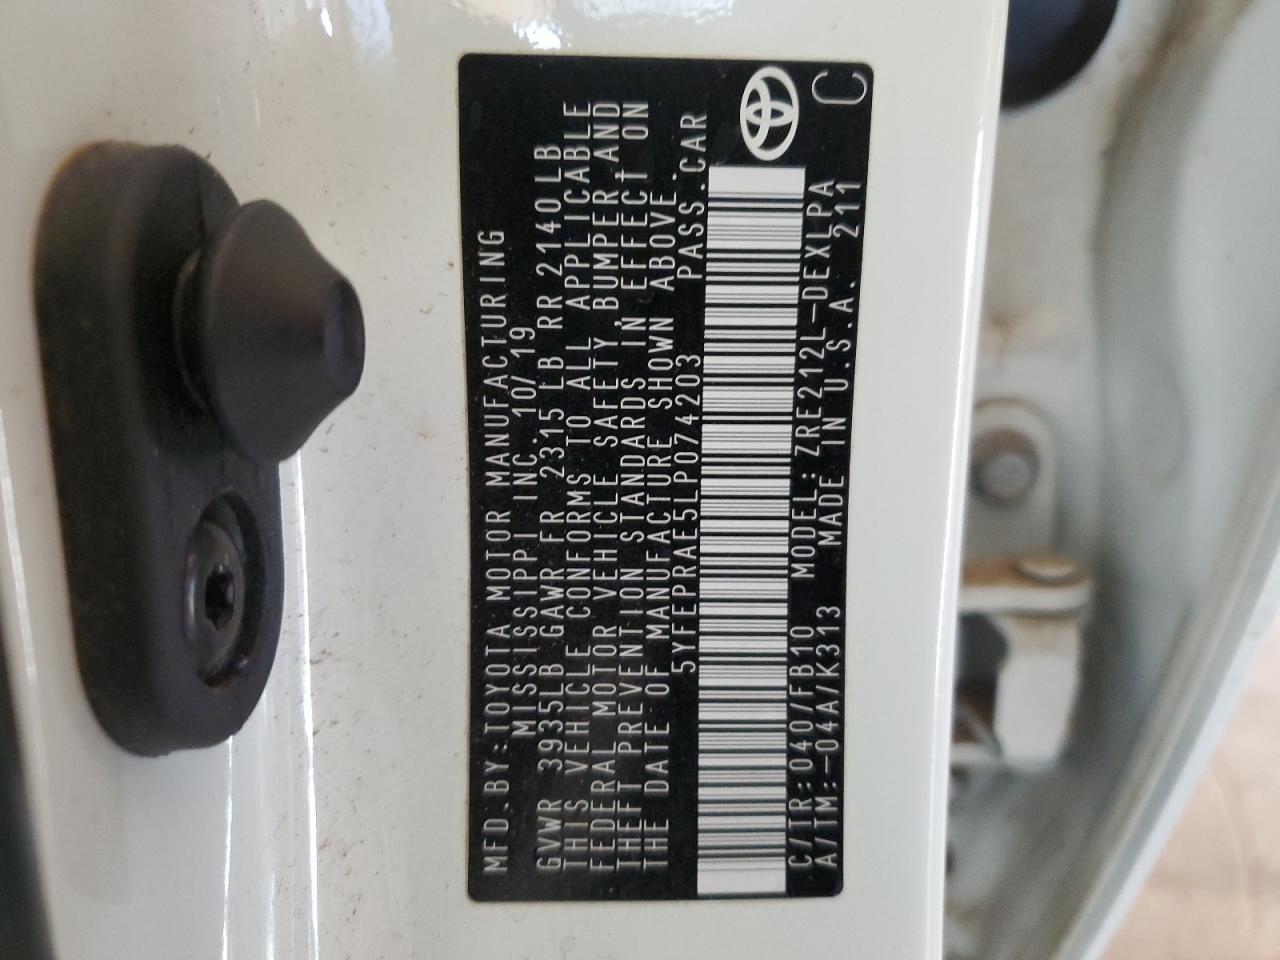 MFD.BY:TOYOTA MOTOR MANUFACTURING
MISSISSIPPI INC. 10/19
GVWR 3935LB GAWR FR 2315LB RR 2140LB
THIS VEHICLE CONFORMS TO ALL APPLICABLE
FEDERAL MOTOR VEHICLE SAFETY, BUMPER AND
THEFT PREVENTION STANDARDS IN EFFECT ON
THE DATE OF MANUFACTURE SHOWN ABOVE.
5YFEPRAE5LP074203 PASS.CAR
C/TR:040/FB10 MODEL:ZRE212L-DEXLPA
A/TM:-04A/K313 MADE IN U.S.A. 211 C